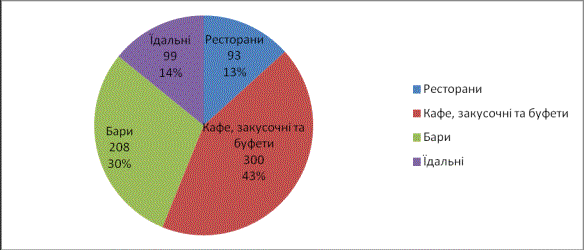 Їдальні
99
14%
Ресторани
93
13%
Кафе, закусочні та
буфети
300
43%
Бари
208
30%
Ресторани
Кафе, закусочні та буфети
Бари
Їдальні